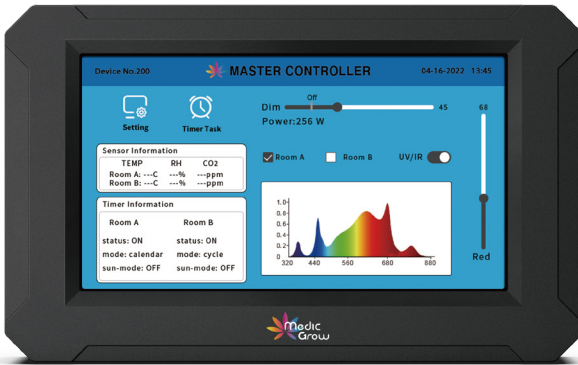 Device No.200
MASTER CONTROLLER
04-16-2022 13:45
Setting
Timer Task
Off
Dim
45
68
Power:256 W
Room A
Room B
UV/IR
Sensor Information
TEMP RH CO2
Room A: ---C ---% ---ppm
Room B: ---C ---% ---ppm
Timer Information
Room A Room B
status: ON status: ON
mode: calendar mode: cycle
sun-mode: OFF sun-mode: OFF
1.0
0.8
0.6
0.4
0.2
0
320 440 560 680 880
Red
Medic
Grow